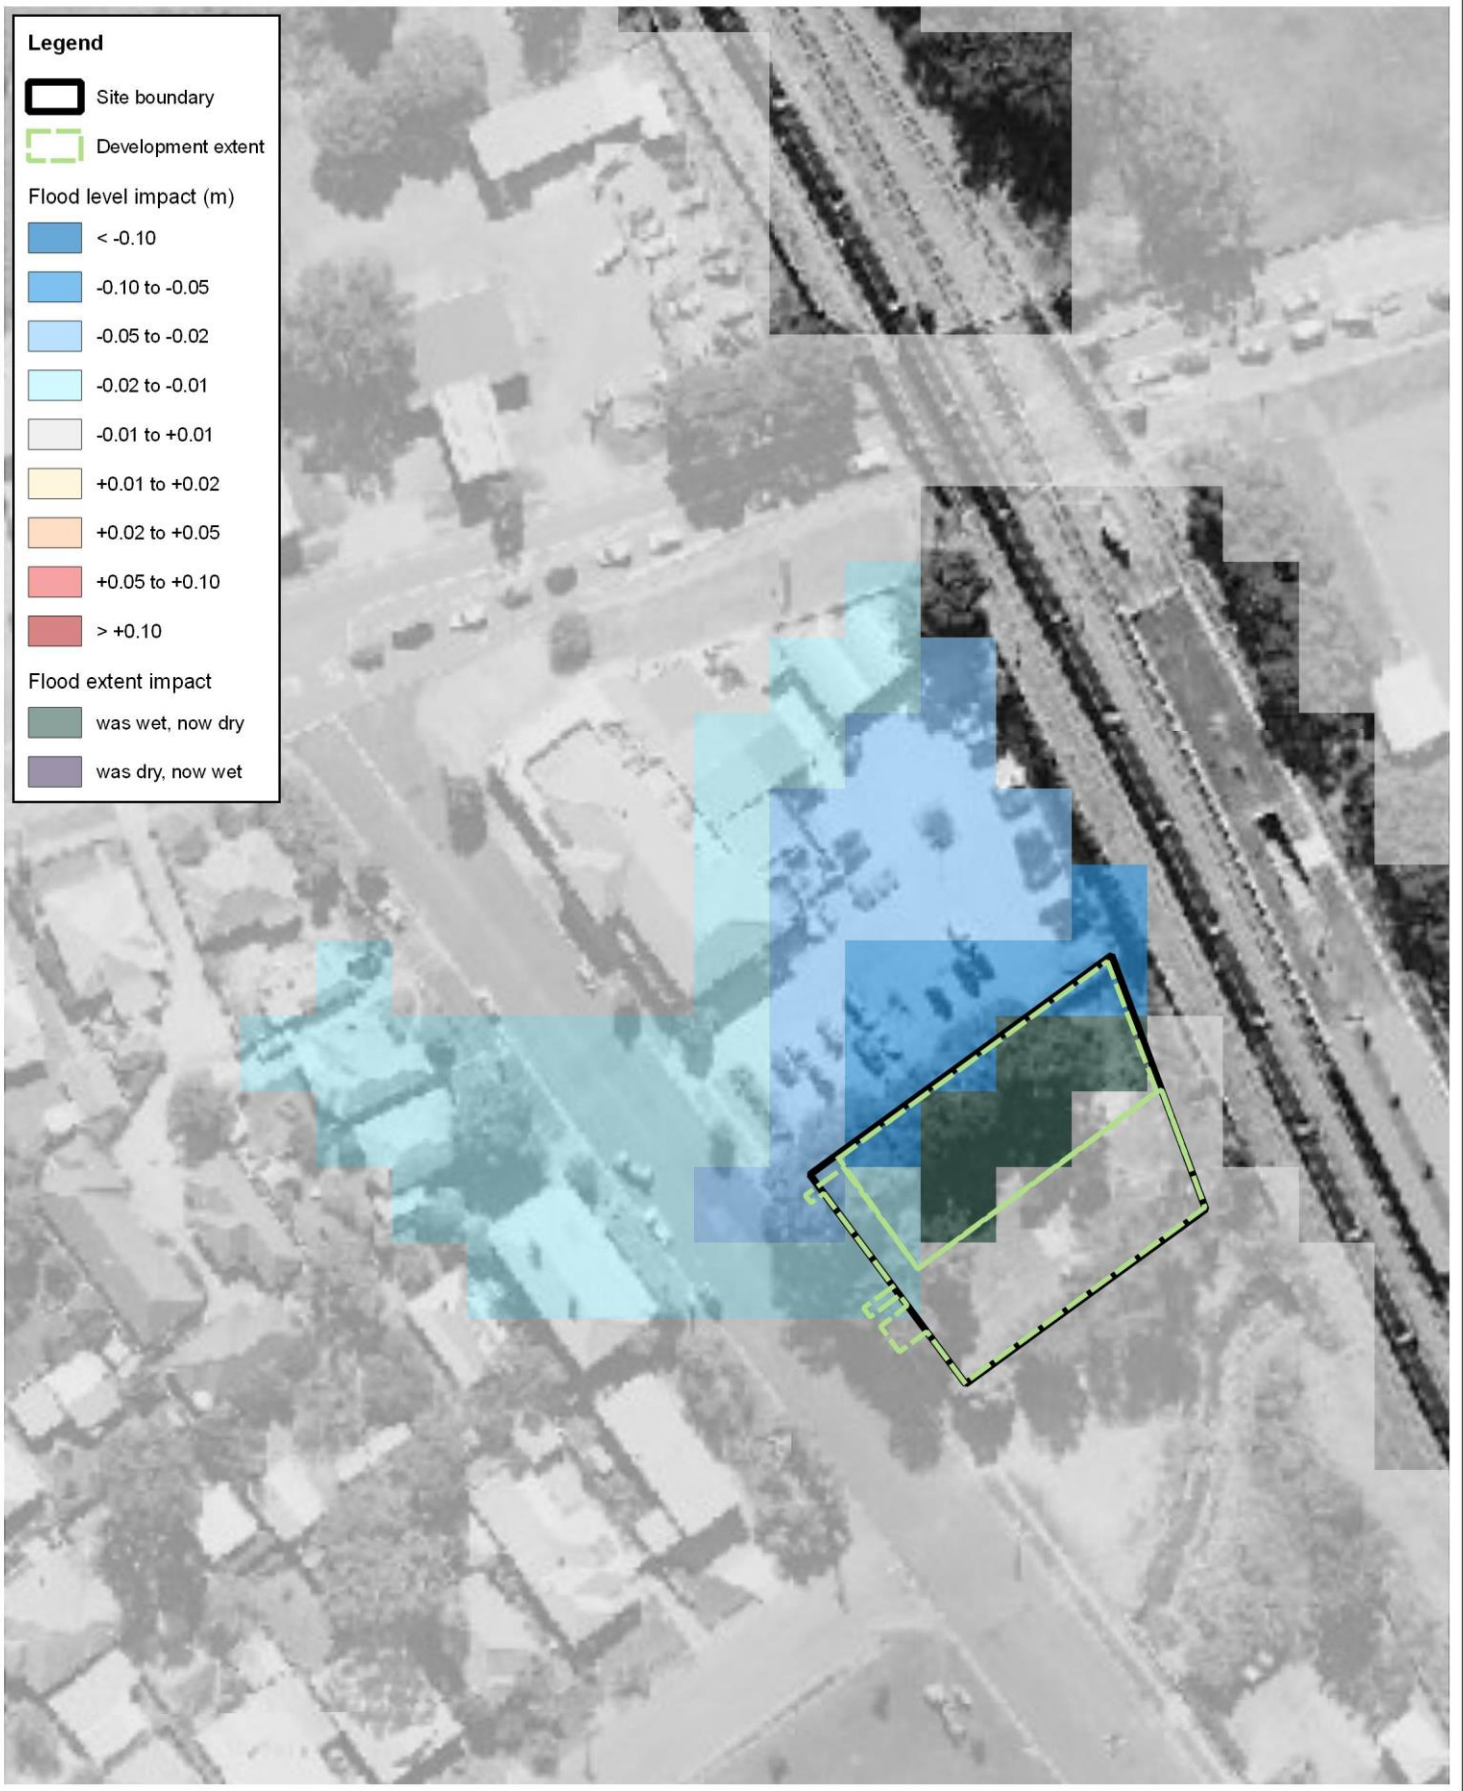 Legend
Site boundary
Development extent
Flood level impact (m)
< -0.10
-0.10 to -0.05
-0.05 to -0.02
-0.02 to -0.01
-0.01 to +0.01
+0.01 to +0.02
+0.02 to +0.05
+0.05 to +0.10
> +0.10
Flood extent impact
was wet, now dry
was dry, now wet